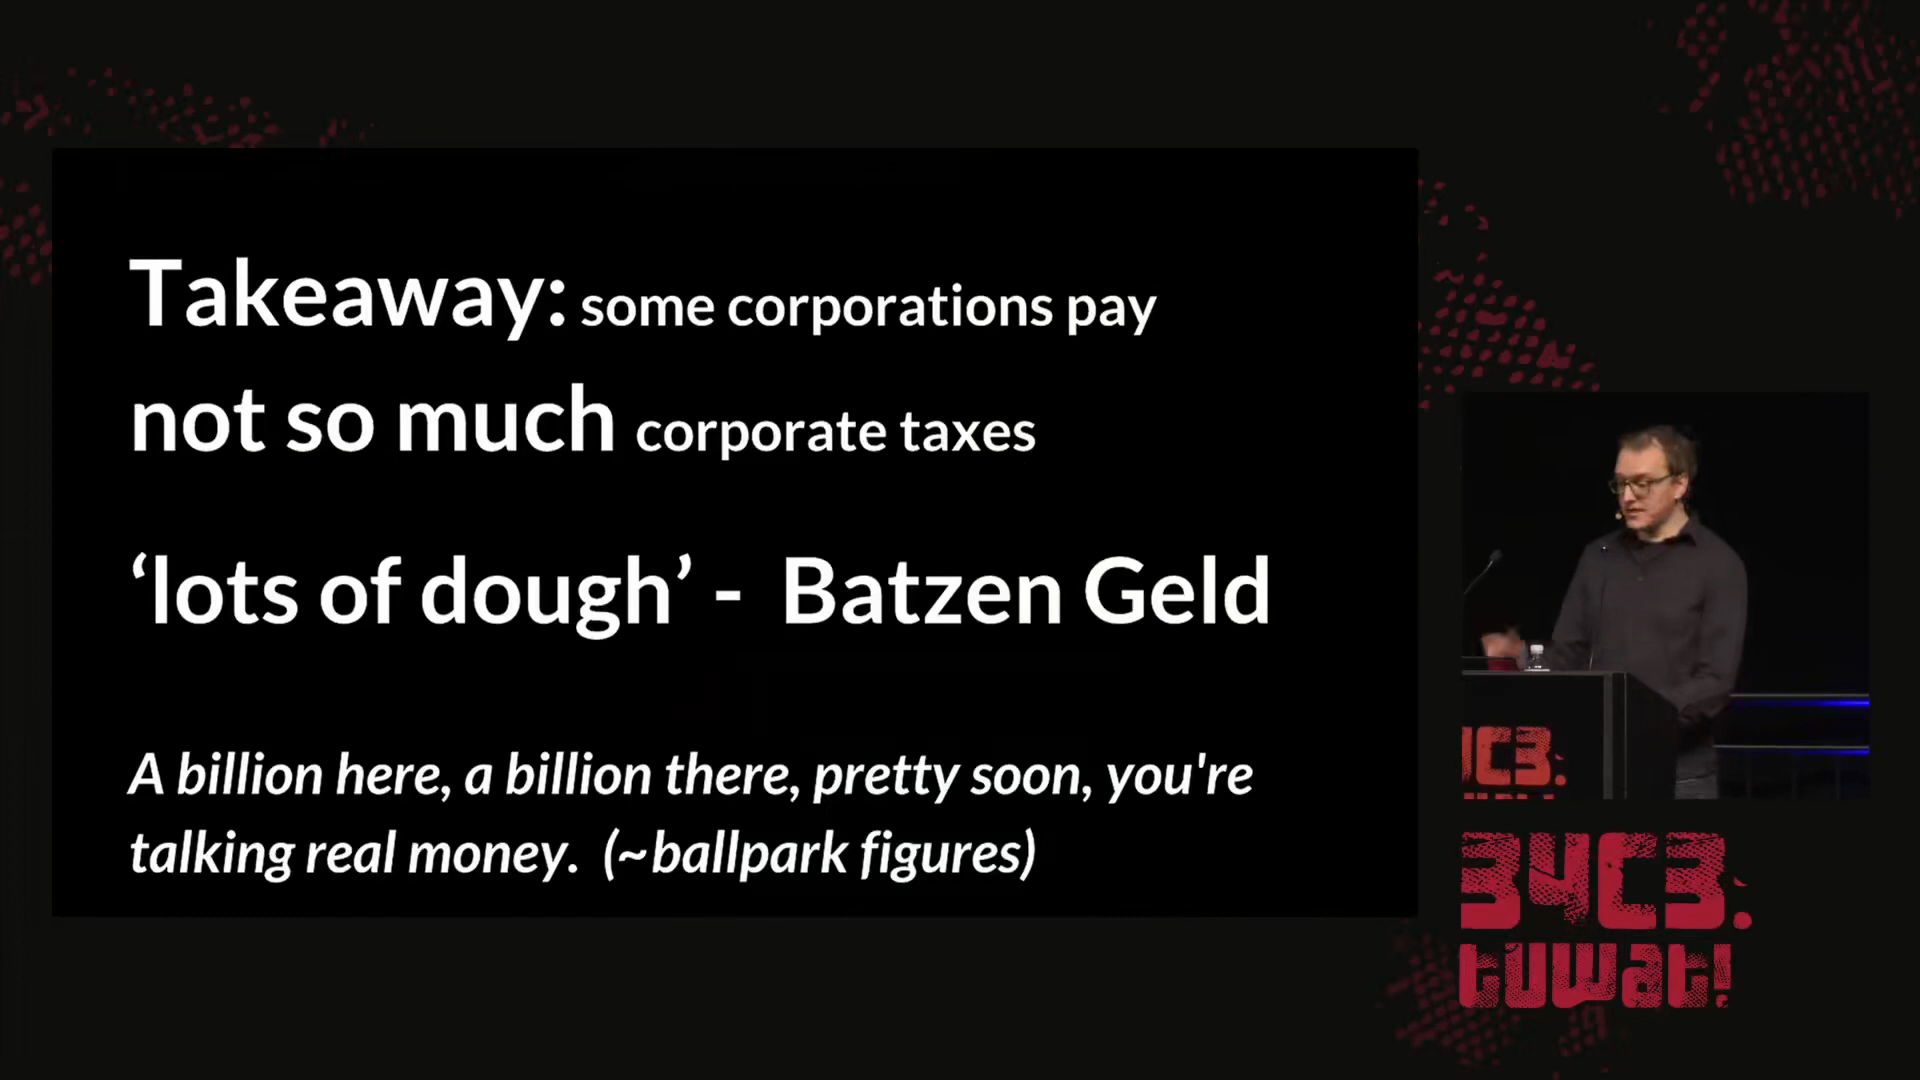 Takeaway: some corporations pay
not so much corporate taxes
‘lots of dough’ - Batzen Geld
A billion here, a billion there, pretty soon, you're
talking real money. (~ballpark figures)
34C3.
tuwat!